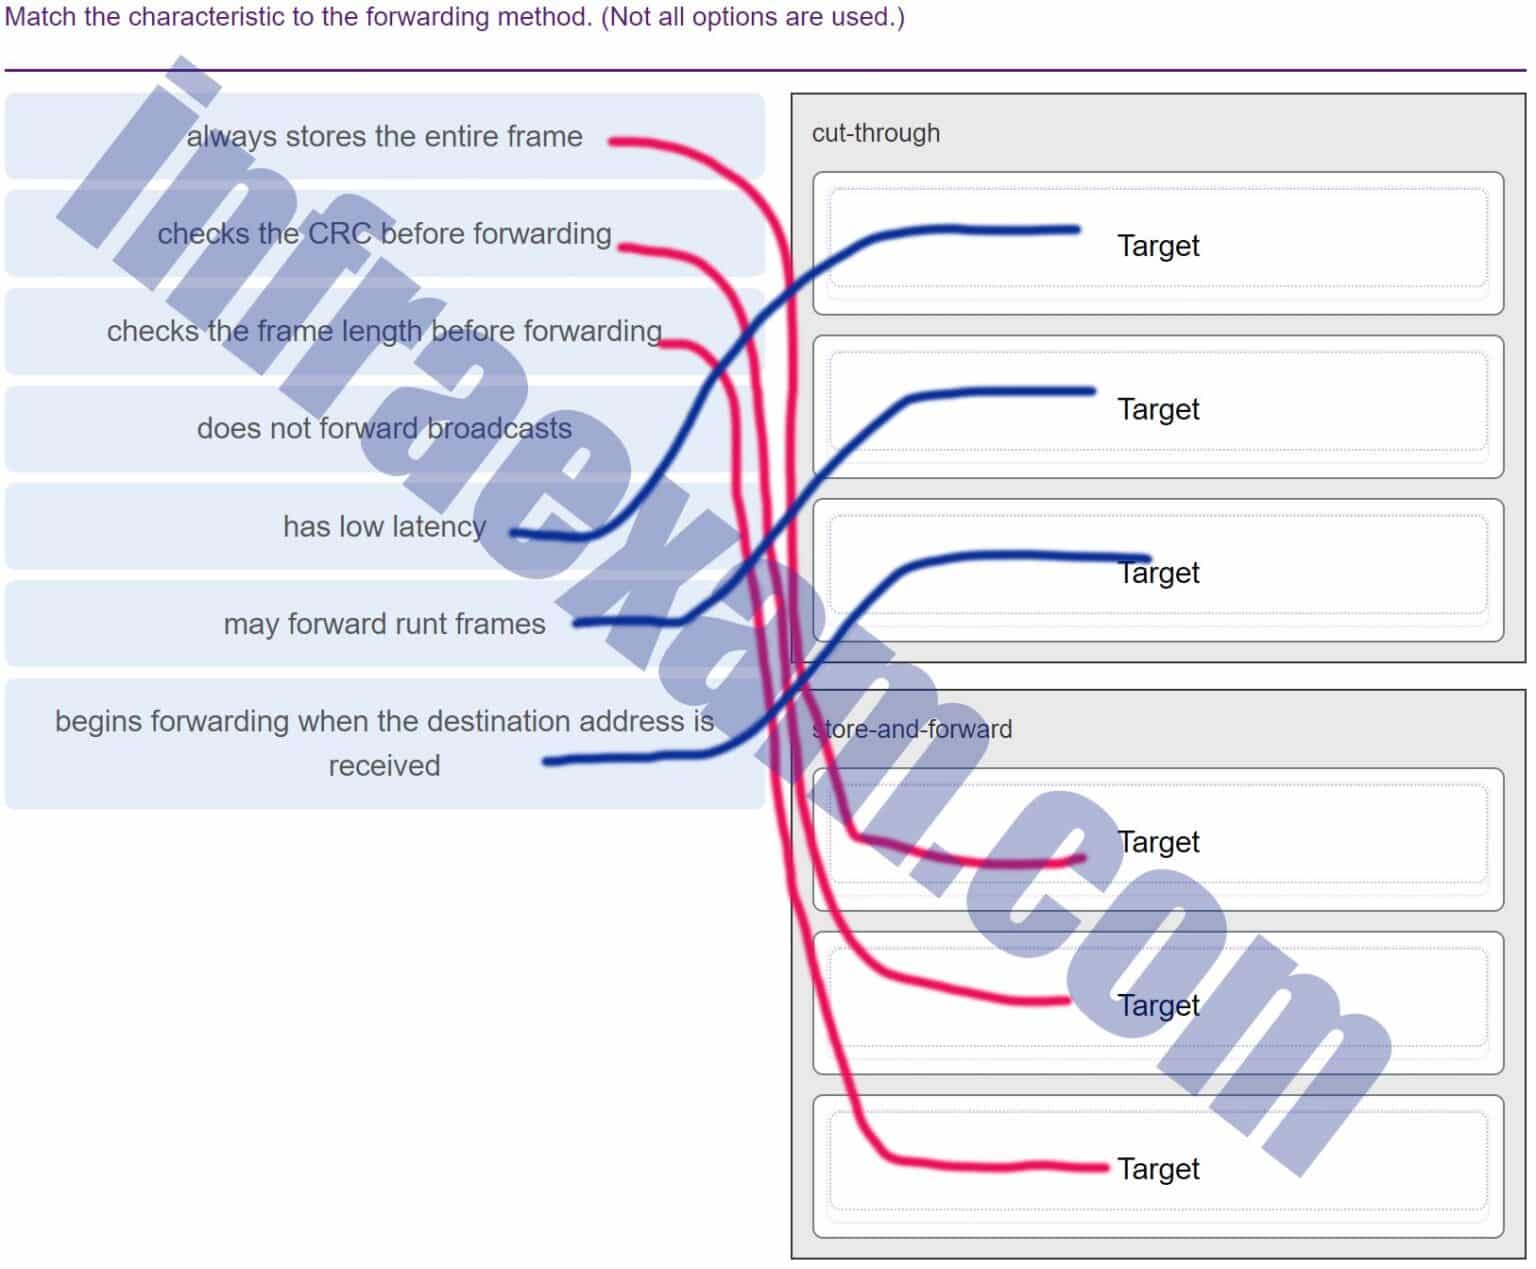 Match the characteristic to the forwarding method. (Not all options are used.)
always stores the entire frame
checks the CRC before forwarding
checks the frame length before forwarding
does not forward broadcasts
has low latency
may forward runt frames
begins forwarding when the destination address is
received
cut-through
Target
Target
Target
store-and-forward
Target
Target
Target
infraexam.com